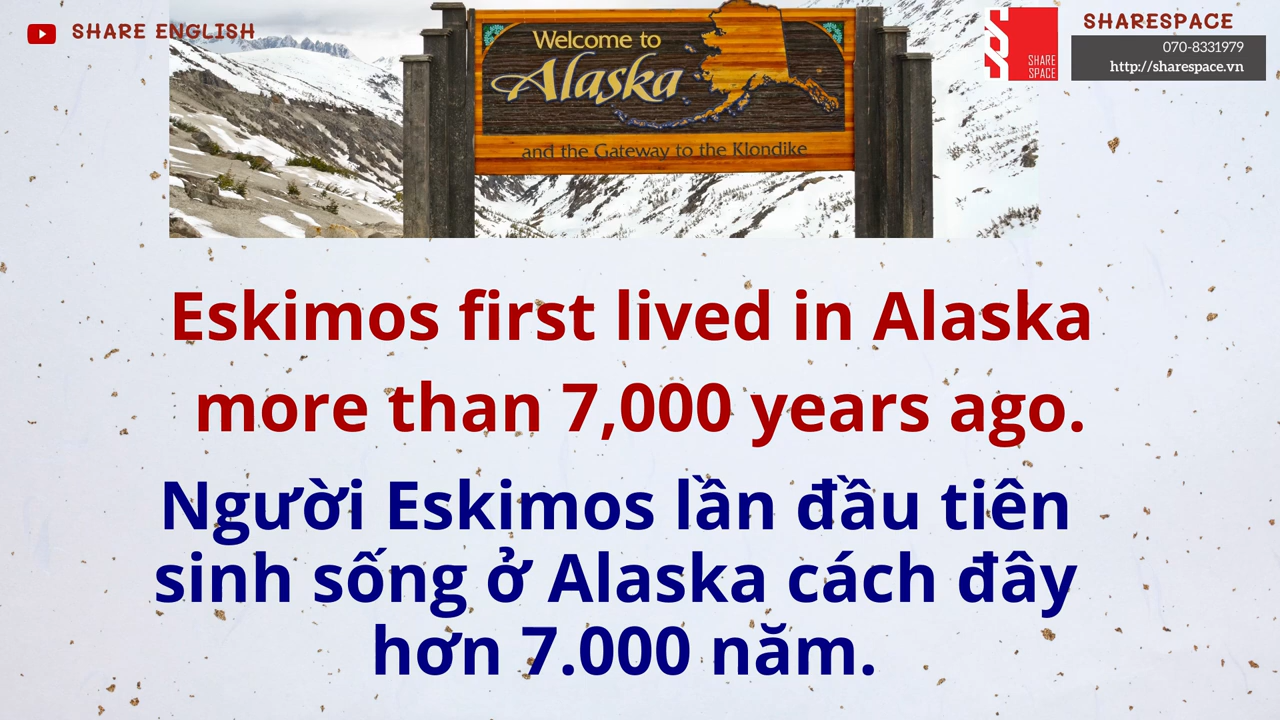 SHARE ENGLISH
SHARESPACE
070-8331979
http://sharespace.vn
SHARE
SPACE
Welcome to
Alaska
and the Gateway to the Klondike
Eskimos first lived in Alaska
more than 7,000 years ago.
Người Eskimos lần đầu tiên
sinh sống ở Alaska cách đây
hơn 7.000 năm.